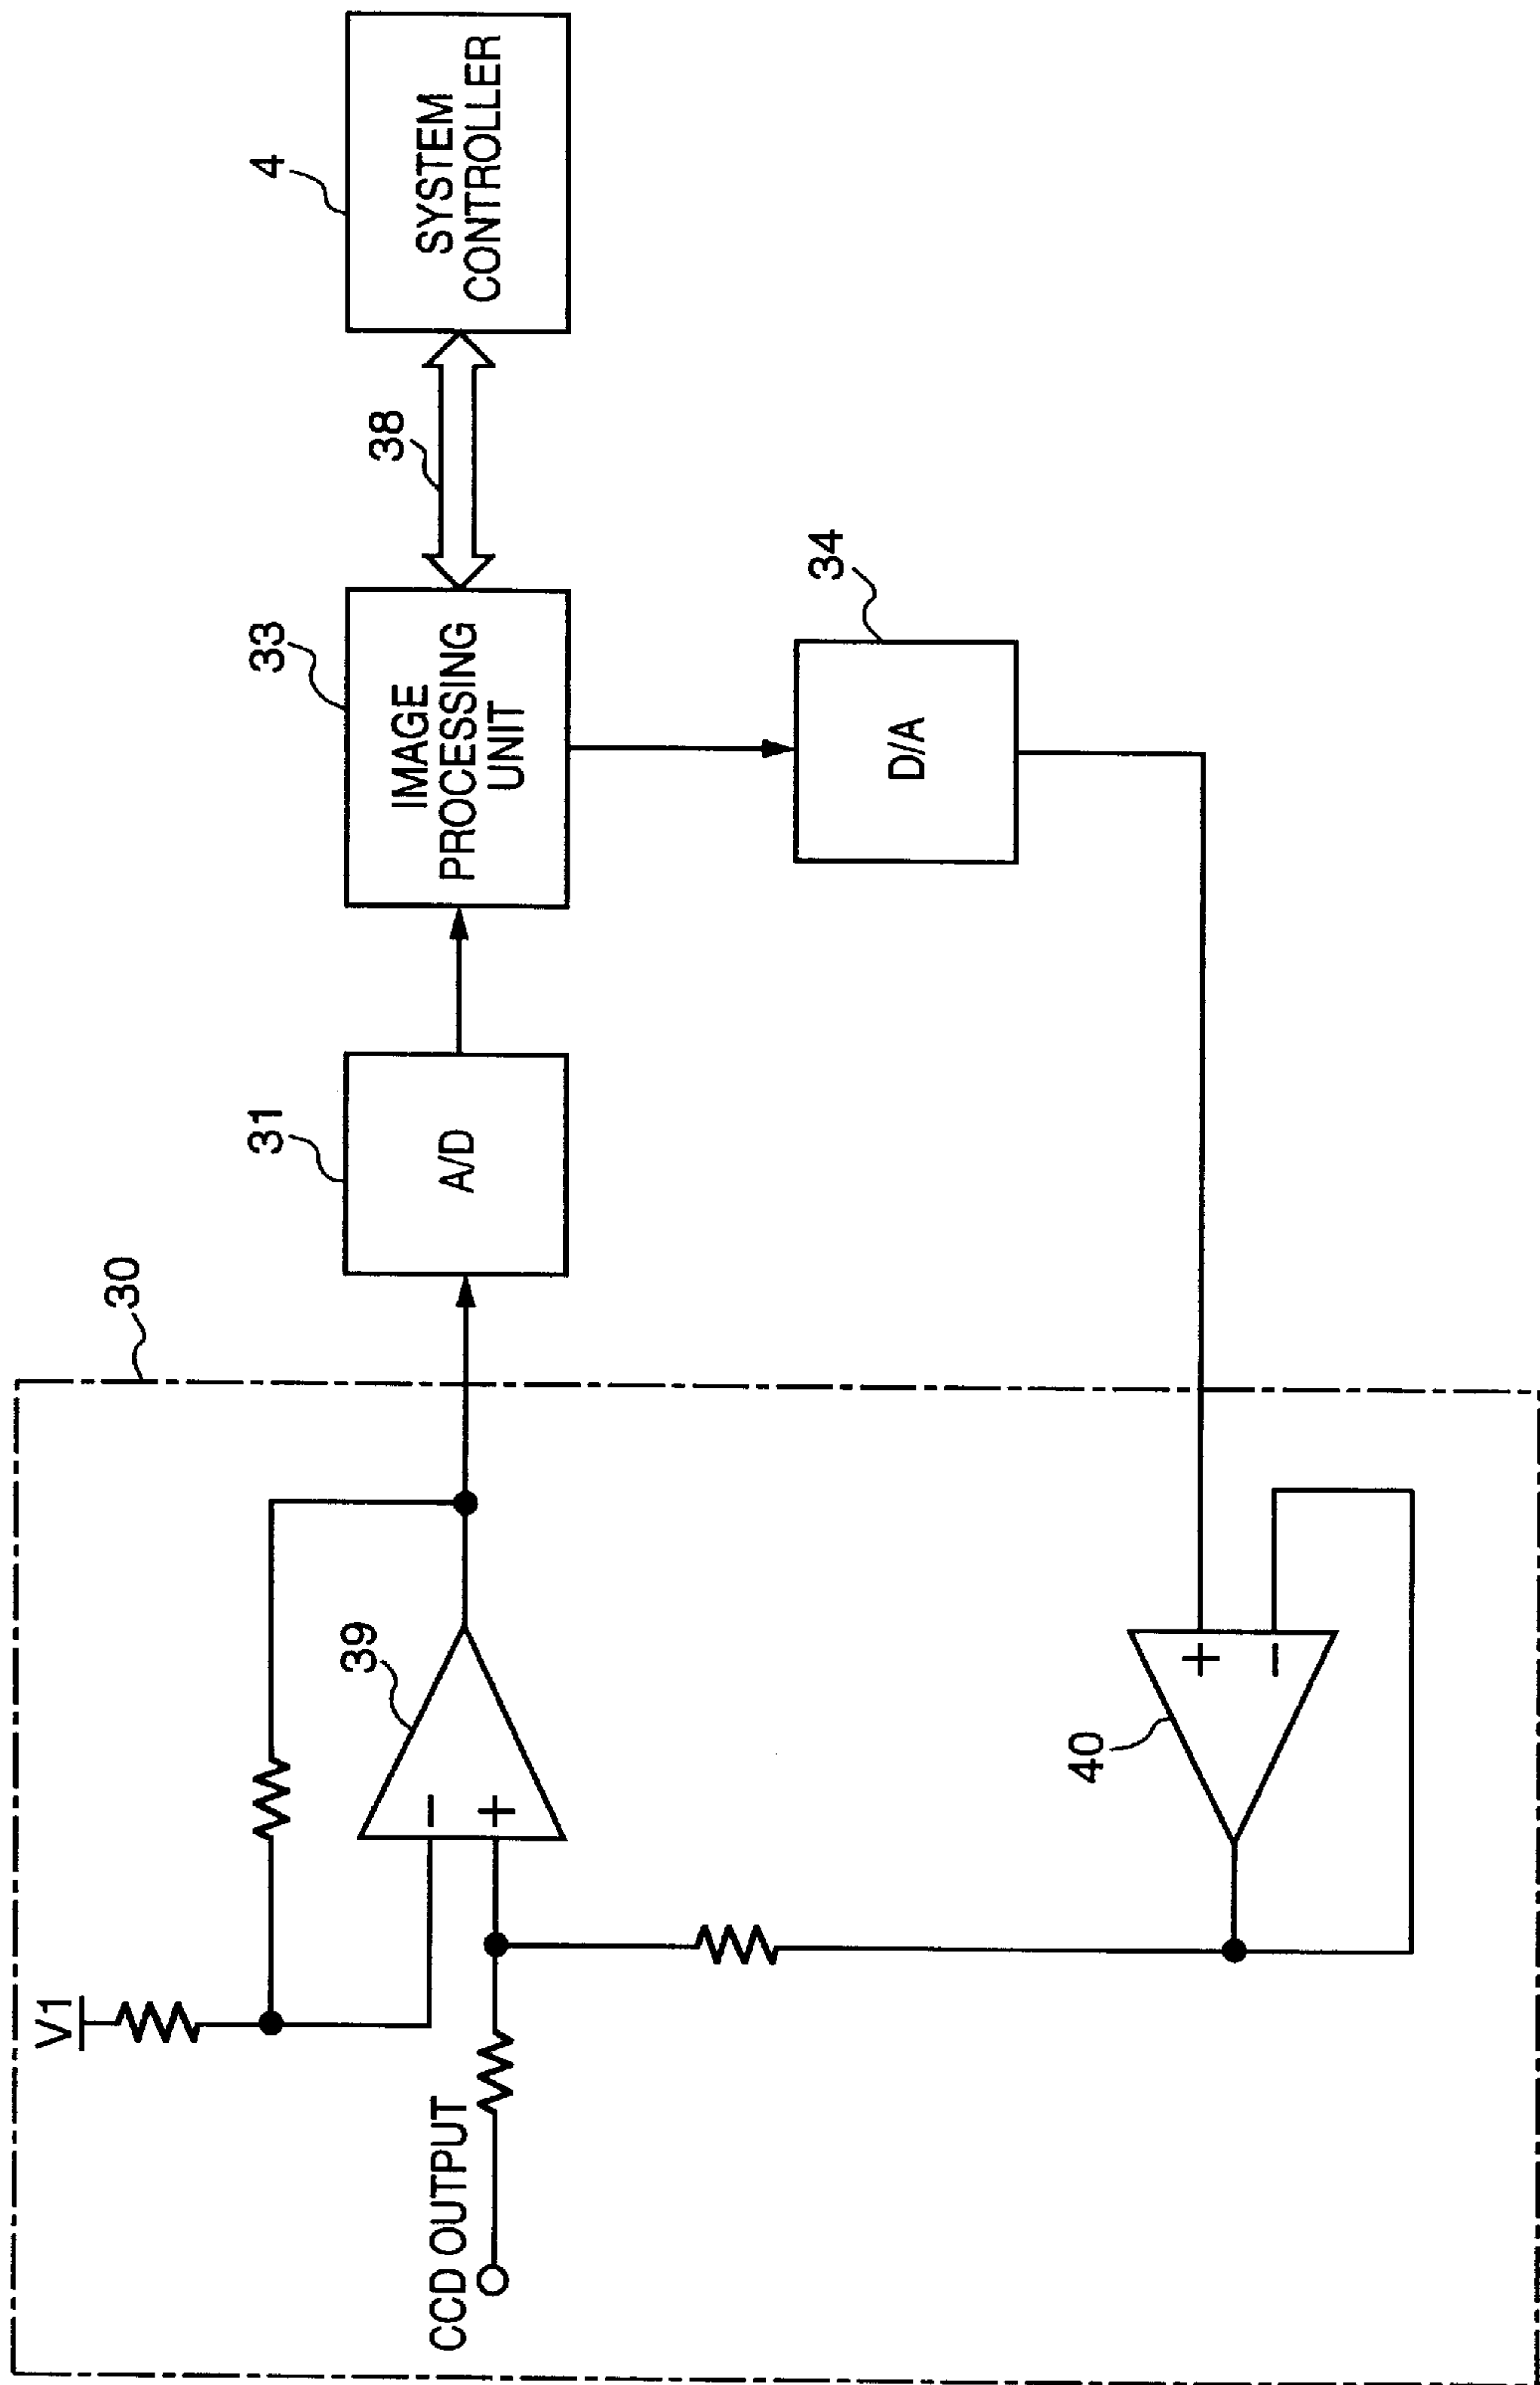 30
V1
39
CCD OUTPUT
−
+
31
A/D
33
IMAGE
PROCESSING
UNIT
38
4
SYSTEM
CONTROLLER
34
D/A
40
+
−